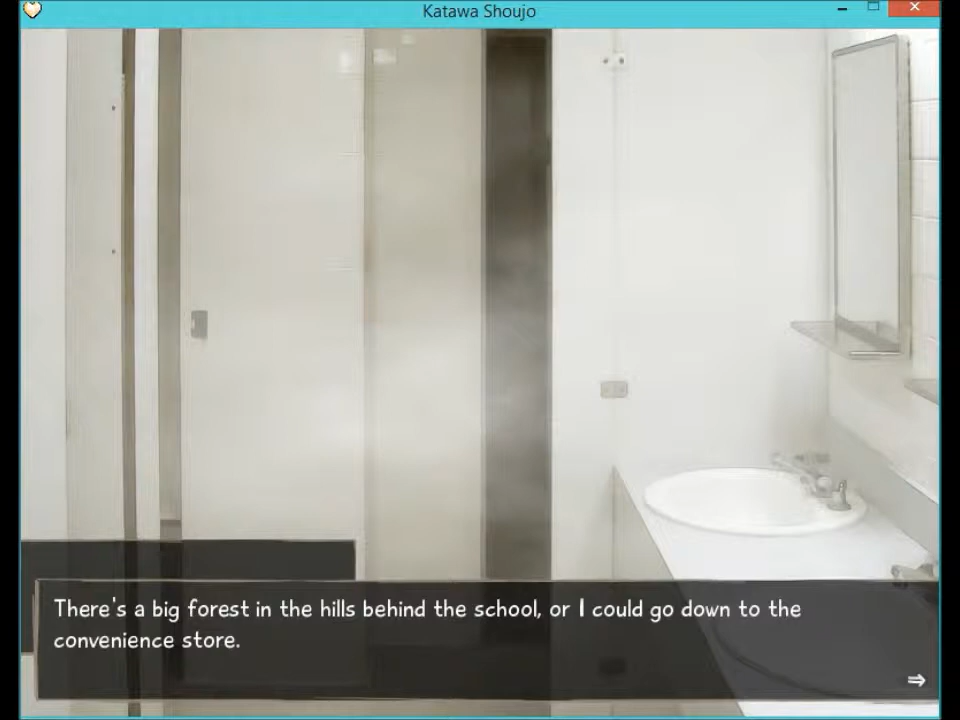 Katawa Shoujo
There's a big forest in the hills behind the school, or I could go down to the
convenience store.